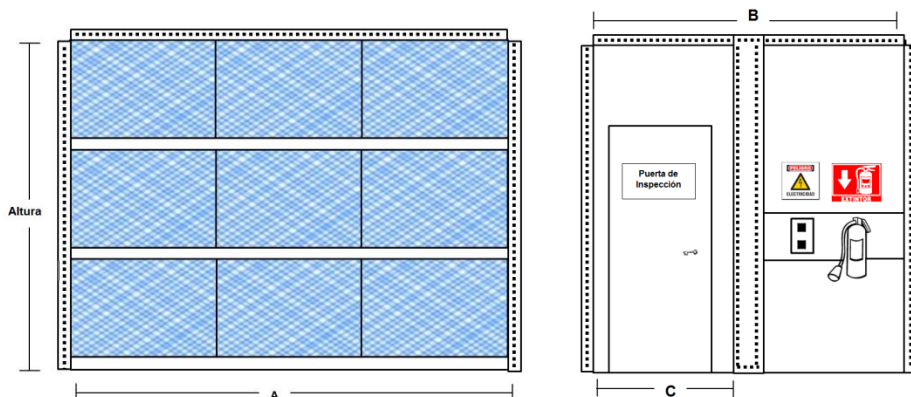 B
Altura
Puerta de
Inspección
PELIGRO
ELECTRICIDAD
EXTINTOR
A
C